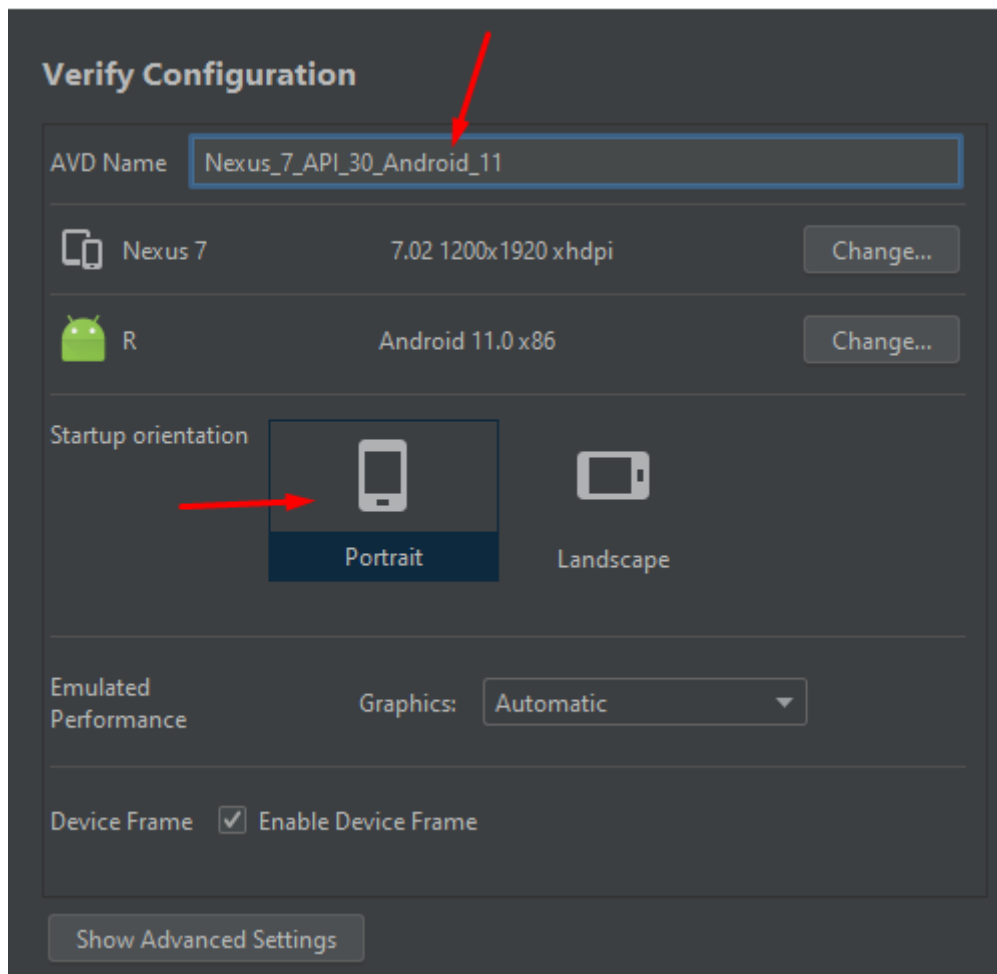 Verify Configuration
AVD Name Nexus_7_API_30_Android_11
Nexus 7 7.02 1200x1920 xhdpi Change...
R Android 11.0 x86 Change...
Startup orientation
Portrait Landscape
Emulated
Performance
Graphics: Automatic
Device Frame Enable Device Frame
Show Advanced Settings